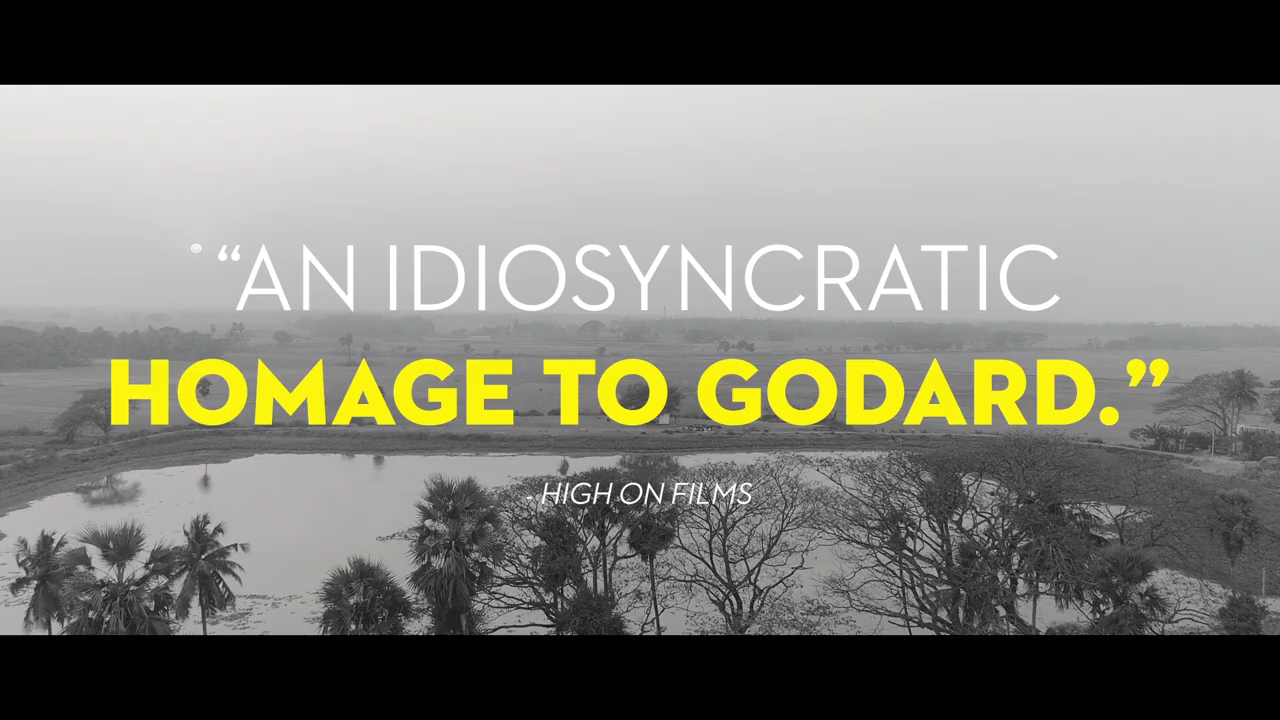 “AN IDIOSYNCRATIC
HOMAGE TO GODARD.”
- HIGH ON FILMS